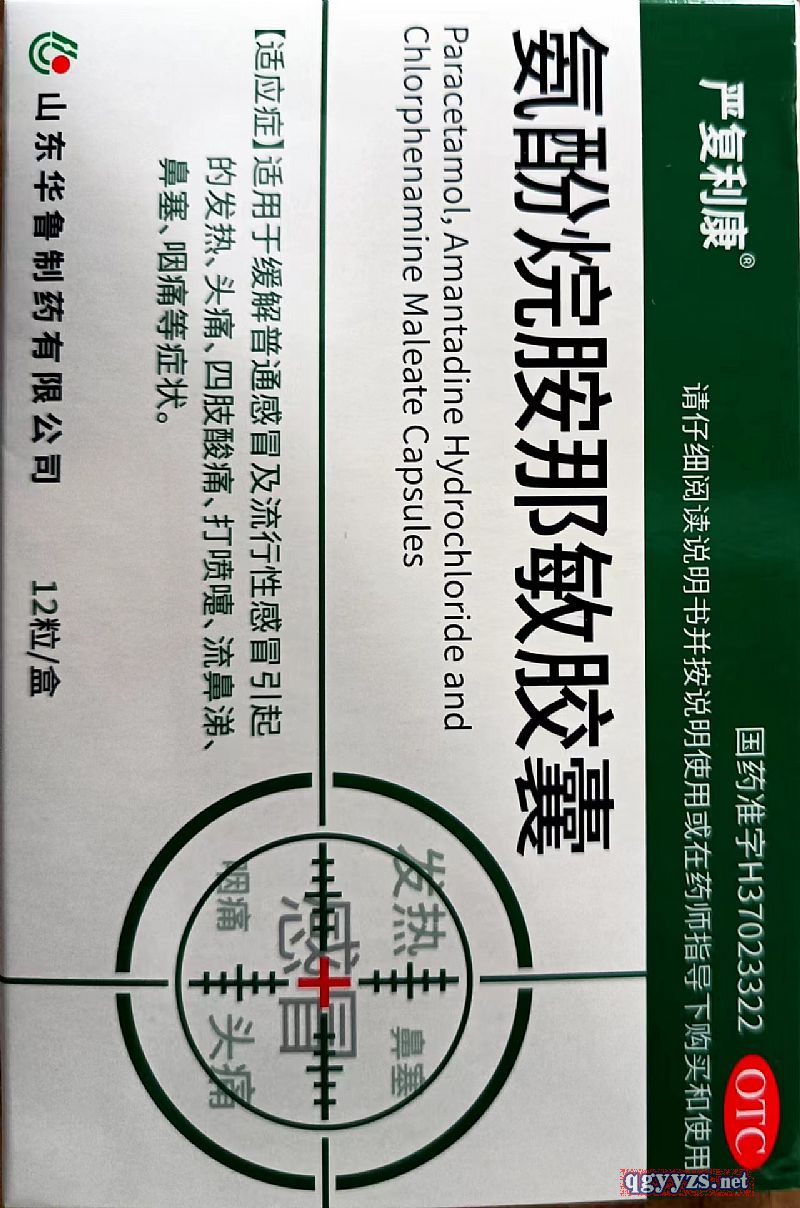 严复利康®
国药准字H37023322
OTC
请仔细阅读说明书并按说明使用或在药师指导下购买和使用
氨酚烷胺那敏胶囊
Paracetamol, Amantadine Hydrochloride and
Chlorphenamine Maleate Capsules
【适应症】适用于缓解普通感冒及流行性感冒引起
的发热、头痛、四肢酸痛、打喷嚏、流鼻涕、
鼻塞、咽痛等症状。
发热
鼻塞
感冒
咽痛
头痛
山东华鲁制药有限公司
12粒/盒
qgyyzs.net